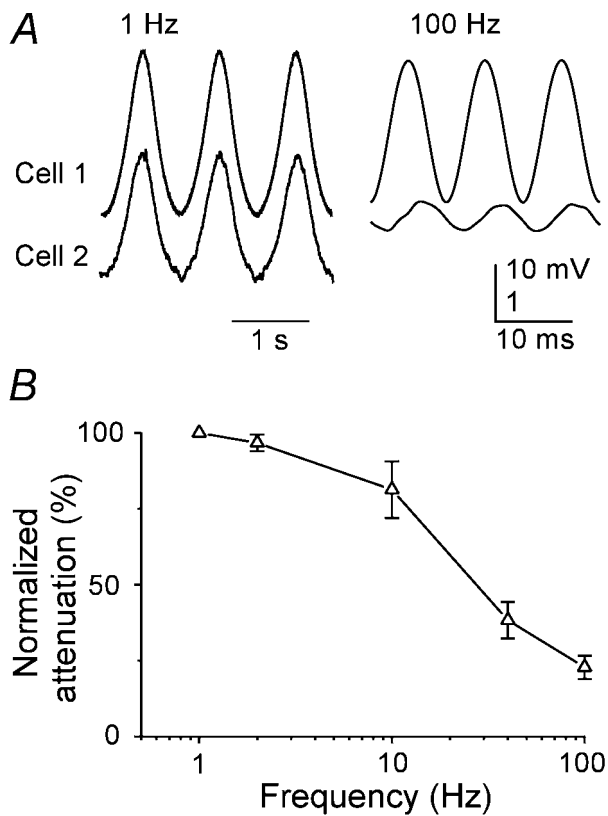 A
1 Hz
100 Hz
Cell 1
Cell 2
10 mV
1
10 ms
1 s
B
Normalized
attenuation (%)
100
50
0
1
10
100
Frequency (Hz)